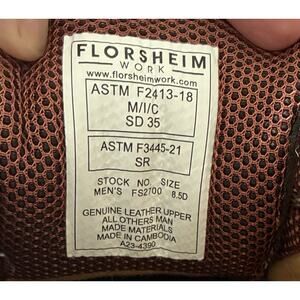 FLORSHEIM
WORK
www.florsheimwork.com
ASTM F2413-18
M/I/C
SD 35
ASTM F3445-21
SR
STOCK NO. SIZE
MEN'S FS2700 8.5D
GENUINE LEATHER UPPER
ALL OTHERS MAN
MADE MATERIALS
MADE IN CAMBODIA
A23-4390